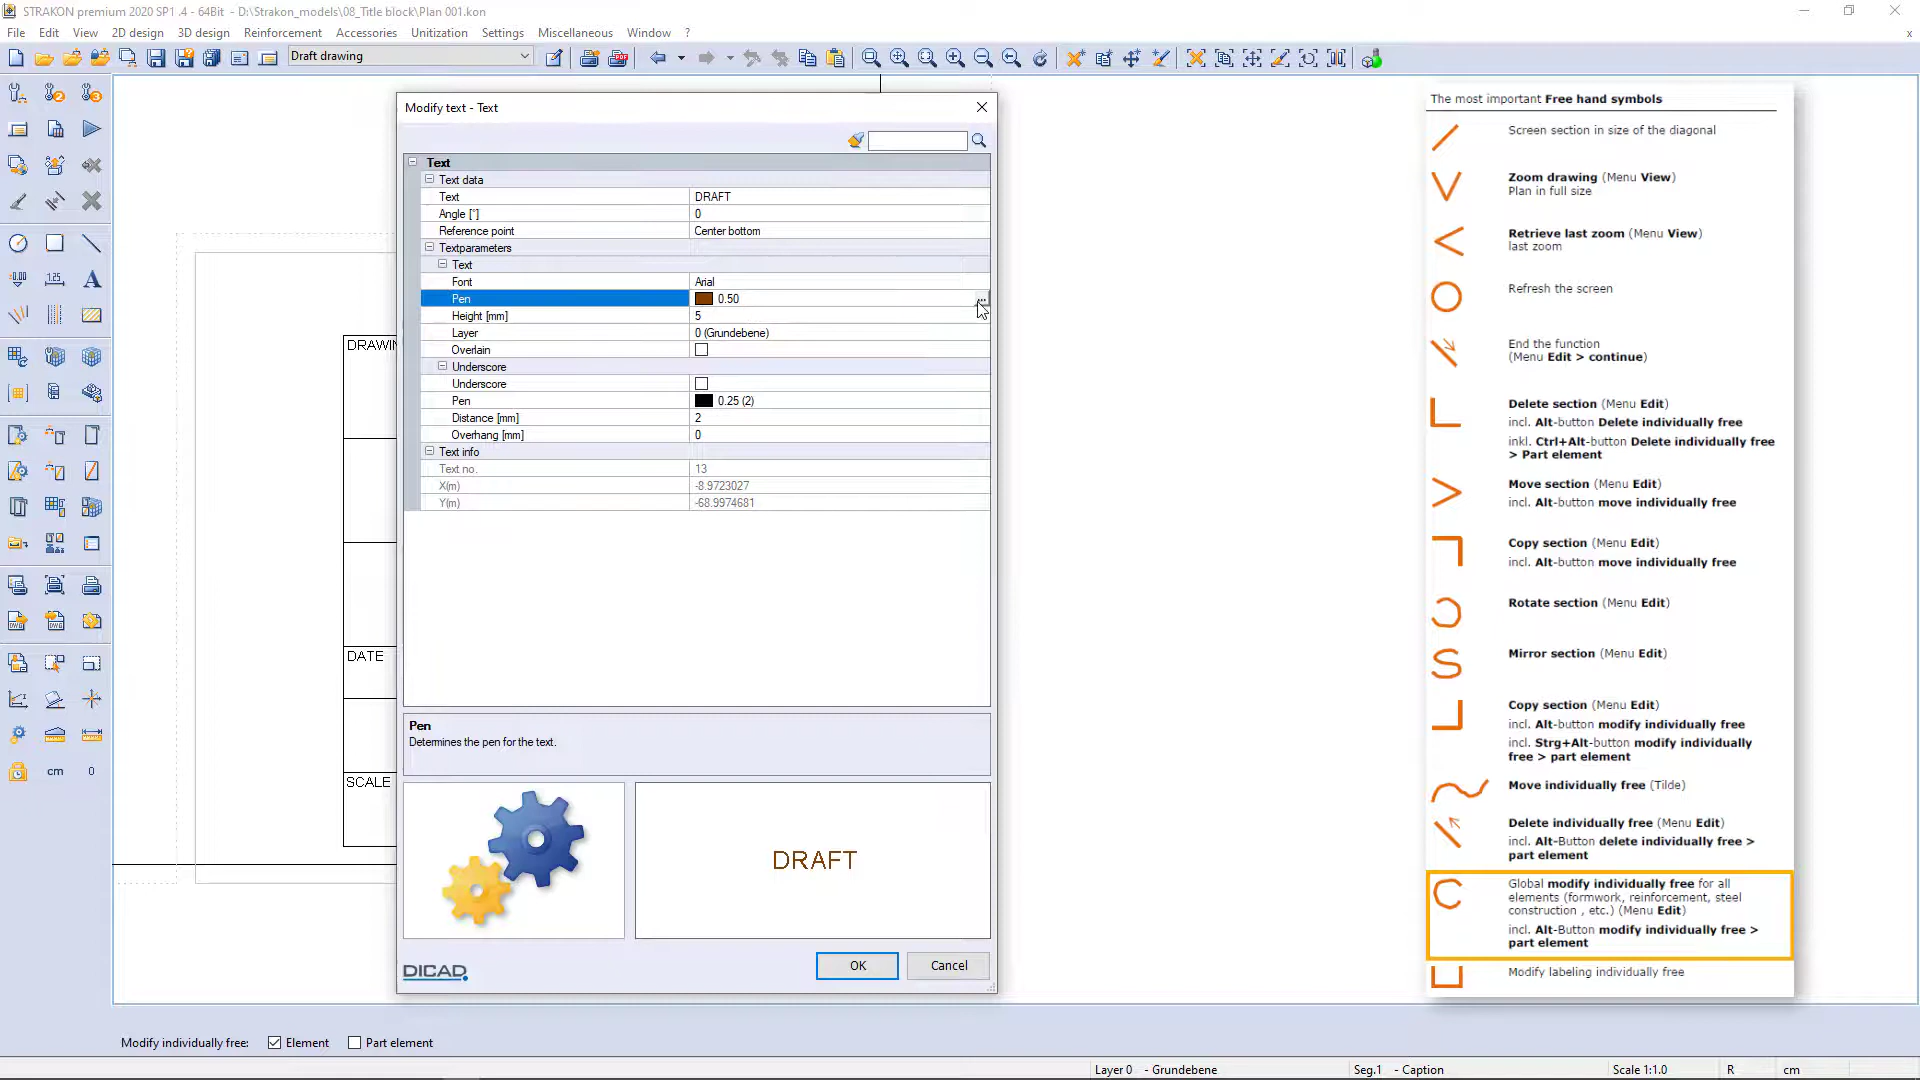 STRAKON premium 2020 SP1 .4 - 64Bit - D:\Strakon_models\08_Title block\Plan 001.kon
File Edit View 2D design 3D design Reinforcement Accessories Unitization Settings Miscellaneous Window ?
Draft drawing
Modify text - Text
Text
Text data
Text DRAFT
Angle [°] 0
Reference point Center bottom
Textparameters
Text
Font Arial
Pen 0.50
Height [mm] 5
Layer 0 (Grundebene)
Overlain
Underscore
Underscore
Pen 0.25 (2)
Distance [mm] 2
Overhang [mm] 0
Text info
Text no. 13
X(m) -8.9723027
Y(m) -68.9974681
Pen
Determines the pen for the text.
DRAFT
DICAD
OK Cancel
DRAWIN
DATE
SCALE
cm 0
The most important Free hand symbols
Screen section in size of the diagonal
Zoom drawing (Menu View)
Plan in full size
Retrieve last zoom (Menu View)
last zoom
Refresh the screen
End the function
(Menu Edit > continue)
Delete section (Menu Edit)
incl. Alt-button Delete individually free
inkl. Ctrl+Alt-button Delete individually free
> Part element
Move section (Menu Edit)
incl. Alt-button move individually free
Copy section (Menu Edit)
incl. Alt-button move individually free
Rotate section (Menu Edit)
Mirror section (Menu Edit)
Copy section (Menu Edit)
incl. Alt-button modify individually free
incl. Strg+Alt-button modify individually
free > part element
Move individually free (Tilde)
Delete individually free (Menu Edit)
incl. Alt-Button delete individually free >
part element
Global modify individually free for all
elements (formwork, reinforcement, steel
construction , etc.) (Menu Edit)
incl. Alt-Button modify individually free >
part element
Modify labeling individually free
Modify individually free: Element Part element
Layer 0 - Grundebene Seg.1 - Caption Scale 1:1.0 R cm